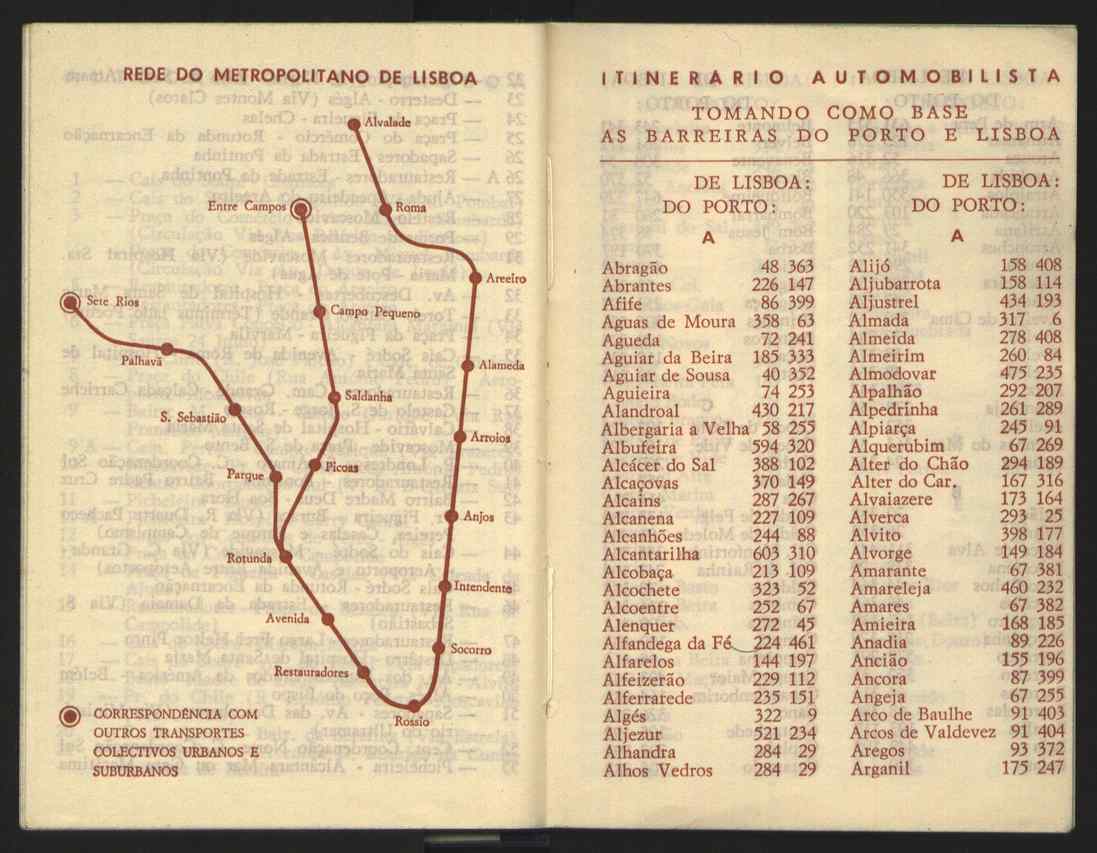 REDE DO METROPOLITANO DE LISBOA
Alvalade
Entre Campos
Roma
Areeiro
Sete Rios
Campo Pequeno
Palhavã
Alameda
Saldanha
S. Sebastião
Arroios
Picoas
Parque
Anjos
Rotunda
Intendente
Avenida
Socorro
Restauradores
Rossio
CORRESPONDÊNCIA COM
OUTROS TRANSPORTES
COLECTIVOS URBANOS E
SUBURBANOS
ITINERARIO AUTOMOBILISTA
TOMANDO COMO BASE
AS BARREIRAS DO PORTO E LISBOA
DE LISBOA:
DO PORTO:
A
Abragão 48 363
Abrantes 226 147
Afife 86 399
Aguas de Moura 358 63
Agueda 72 241
Aguiar da Beira 185 333
Aguiar de Sousa 40 352
Aguieira 74 253
Alandroal 430 217
Albergaria a Velha 58 255
Albufeira 594 320
Alcácer do Sal 388 102
Alcaçovas 370 149
Alcains 287 267
Alcanena 227 109
Alcanhões 244 88
Alcantarilha 603 310
Alcobaça 213 109
Alcochete 323 52
Alcoentre 252 67
Alenquer 272 45
Alfandega da Fé 224 461
Alfarelos 144 197
Alfeizerão 229 112
Alferrarede 235 151
Algés 322 9
Aljezur 521 234
Alhandra 284 29
Alhos Vedros 284 29
DE LISBOA:
DO PORTO:
A
Alijó 158 408
Aljubarrota 158 114
Aljustrel 434 193
Almada 317 6
Almeida 278 408
Almeirim 260 84
Almodovar 475 235
Alpalhão 292 207
Alpedrinha 261 289
Alpiarça 245 91
Alquerubim 67 269
Alter do Chão 294 189
Alter do Car. 167 316
Alvaiazere 173 164
Alverca 293 25
Alvito 398 177
Alvorge 149 184
Amarante 67 381
Amareleja 460 232
Amares 67 382
Amieira 168 185
Anadia 89 226
Ancião 155 196
Ancora 87 399
Angeja 67 255
Arco de Baulhe 91 403
Arcos de Valdevez 91 404
Aregos 93 372
Arganil 175 247